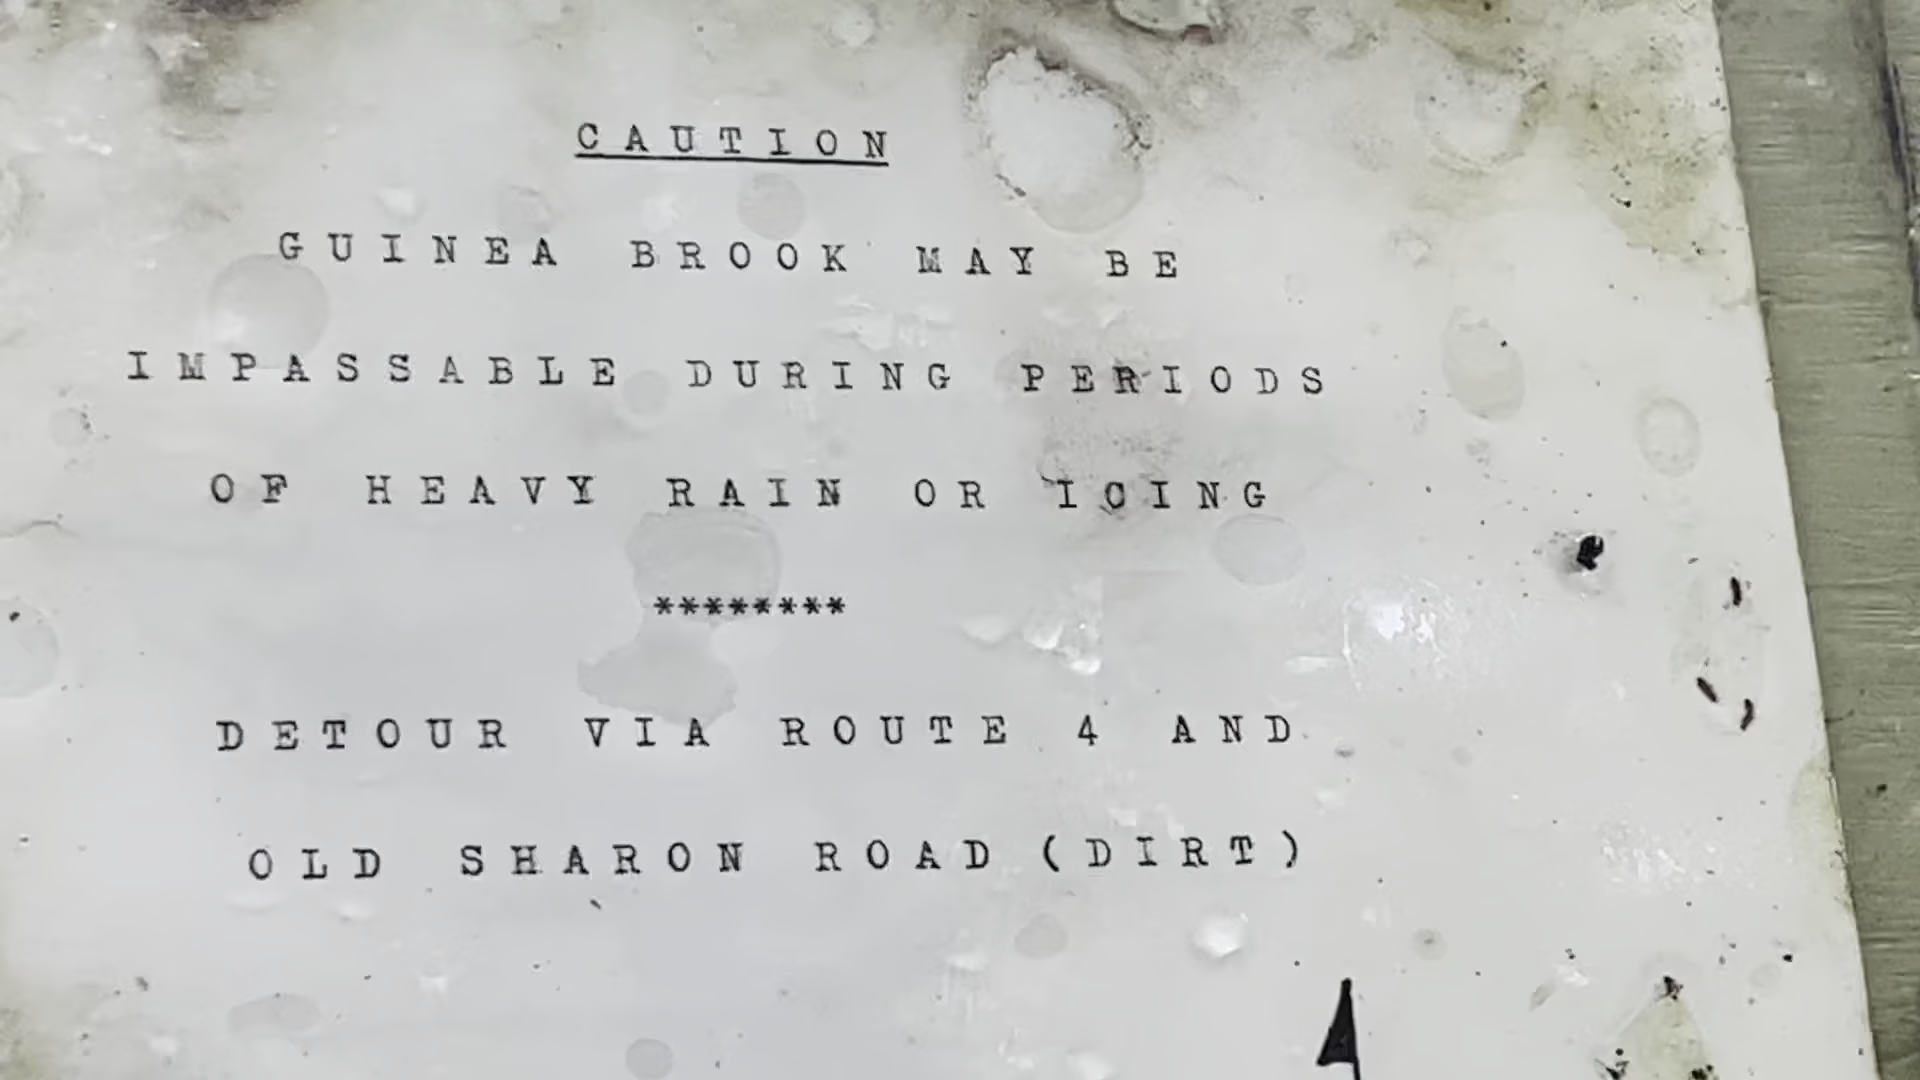 CAUTION
GUINEA BROOK MAY BE
IMPASSABLE DURING PERIODS
OF HEAVY RAIN OR ICING
********
DETOUR VIA ROUTE 4 AND
OLD SHARON ROAD (DIRT)